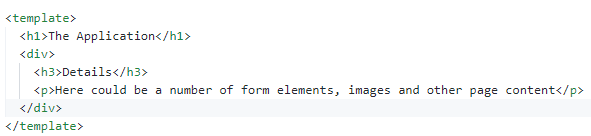 <template>
<h1>The Application</h1>
<div>
<h3>Details</h3>
<p>Here could be a number of form elements, images and other page content</p>
</div>
</template>